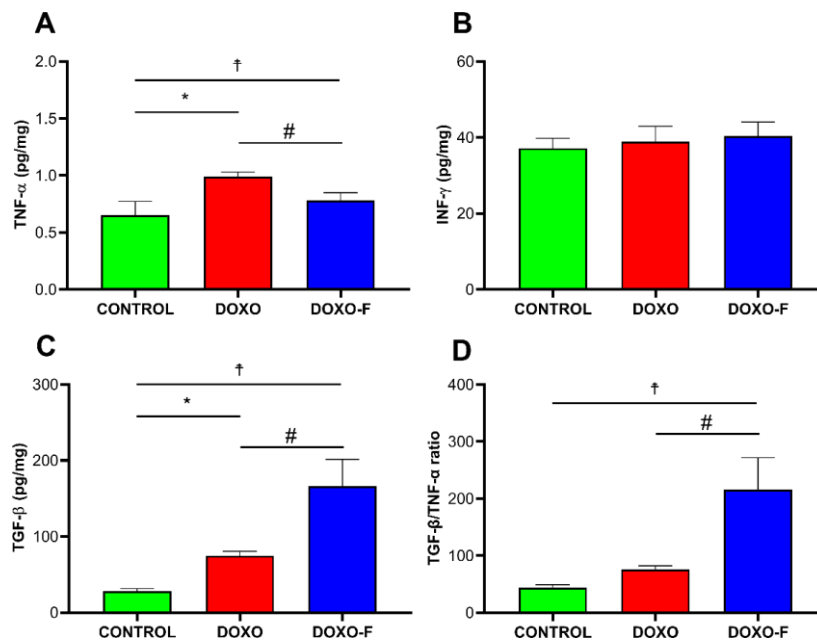 A
2.0
1.5
1.0
0.5
0.0
TNF-α (pg/mg)
☨
*
#
CONTROL DOXO DOXO-F
B
60
40
20
0
INF-γ (pg/mg)
CONTROL DOXO DOXO-F
C
300
200
100
0
TGF-β (pg/mg)
☨
*
#
CONTROL DOXO DOXO-F
D
400
300
200
100
0
TGF-β/TNF-α ratio
☨
#
CONTROL DOXO DOXO-F